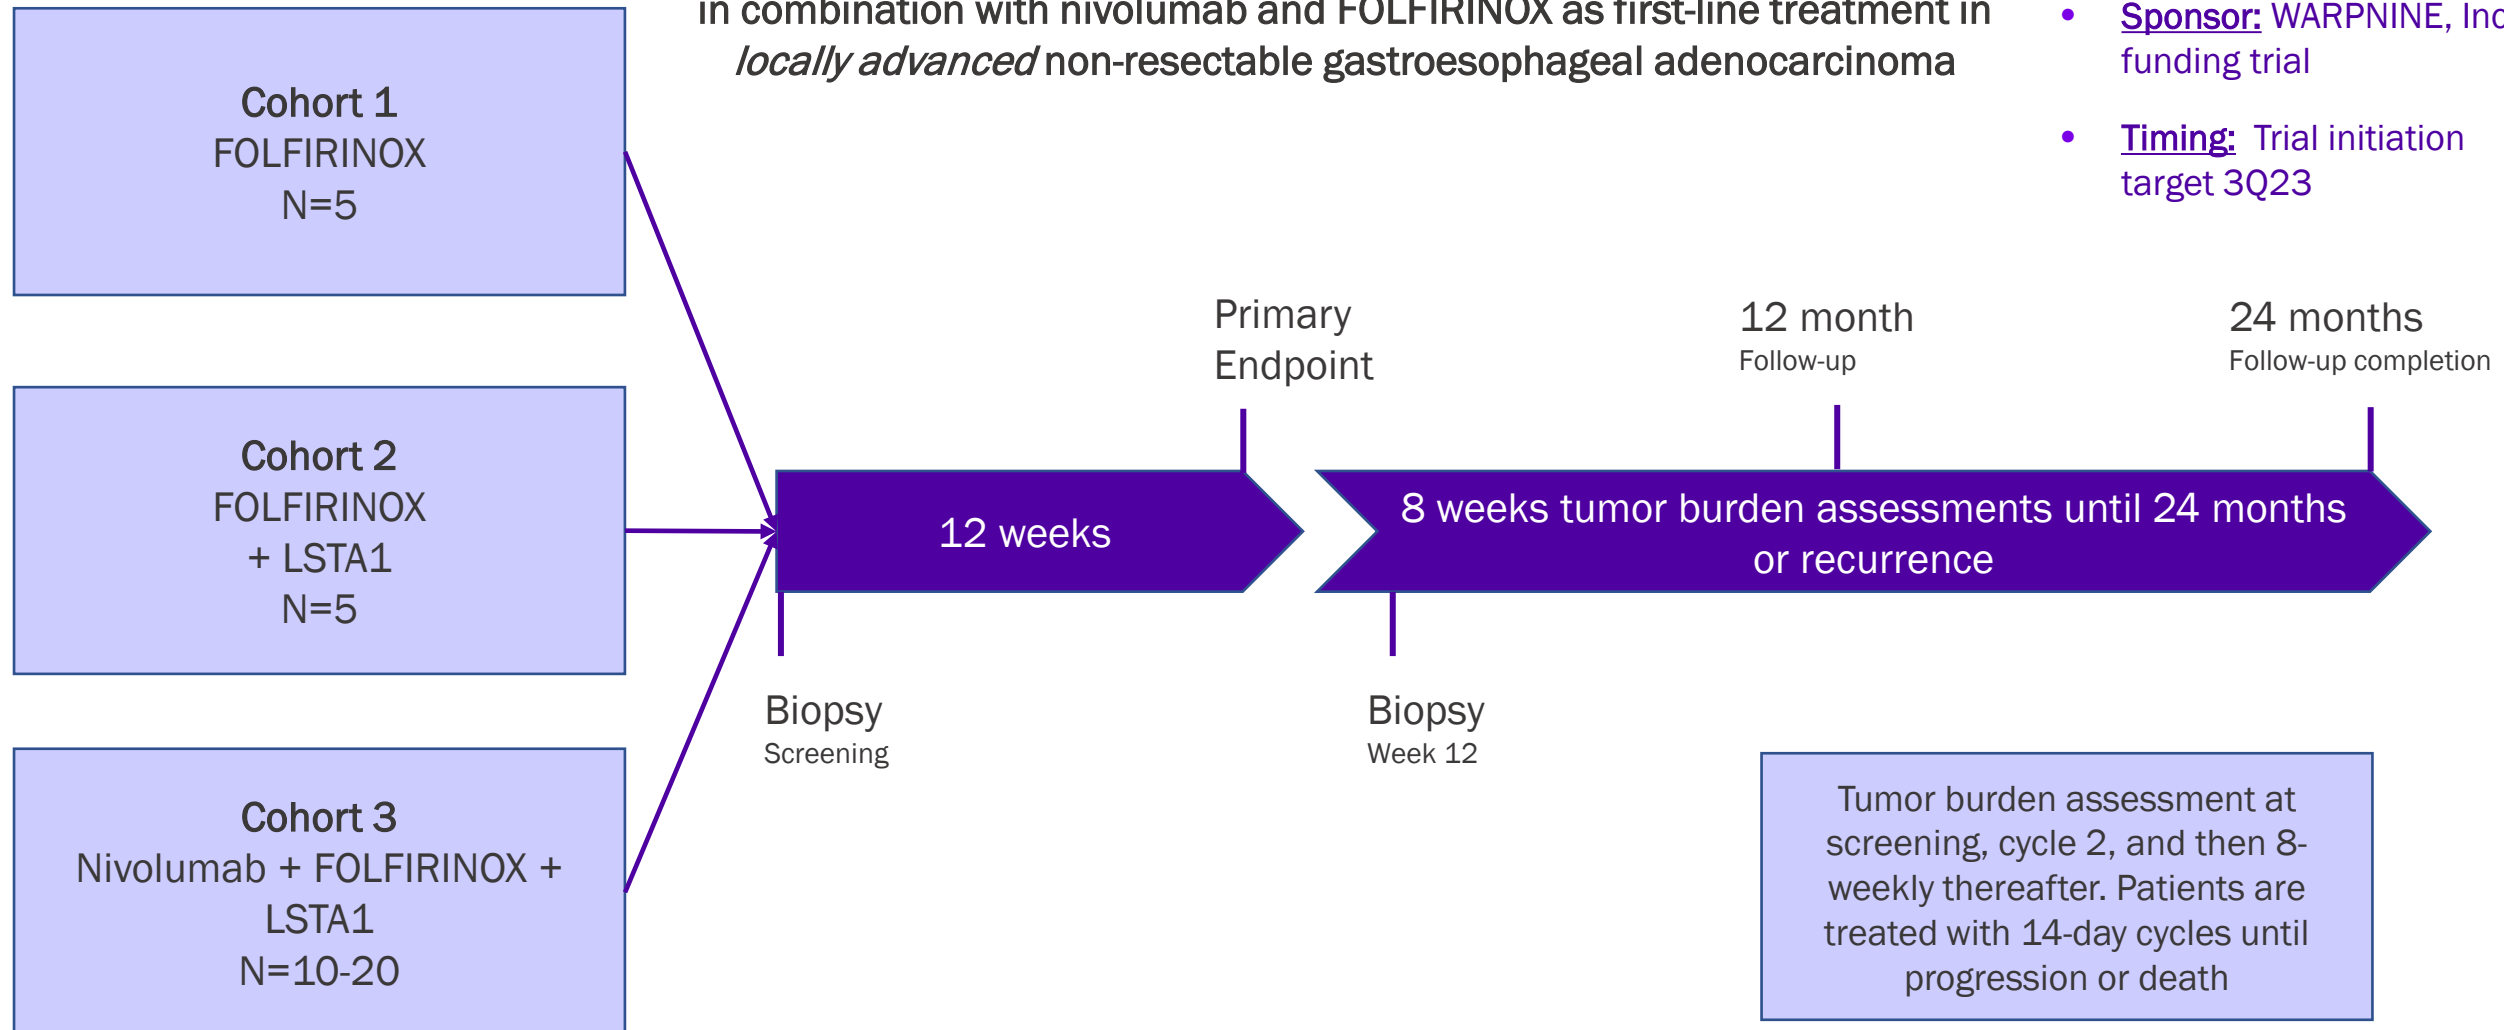 in combination with nivolumab and FOLFIRINOX as first-line treatment in
locally advanced non-resectable gastroesophageal adenocarcinoma
• Sponsor: WARPNINE, Inc
funding trial
• Timing: Trial initiation
target 3Q23
Cohort 1
FOLFIRINOX
N=5
Cohort 2
FOLFIRINOX
+ LSTA1
N=5
Cohort 3
Nivolumab + FOLFIRINOX +
LSTA1
N=10-20
Primary
Endpoint
12 month
Follow-up
24 months
Follow-up completion
12 weeks
8 weeks tumor burden assessments until 24 months
or recurrence
Biopsy
Screening
Biopsy
Week 12
Tumor burden assessment at
screening, cycle 2, and then 8-
weekly thereafter. Patients are
treated with 14-day cycles until
progression or death